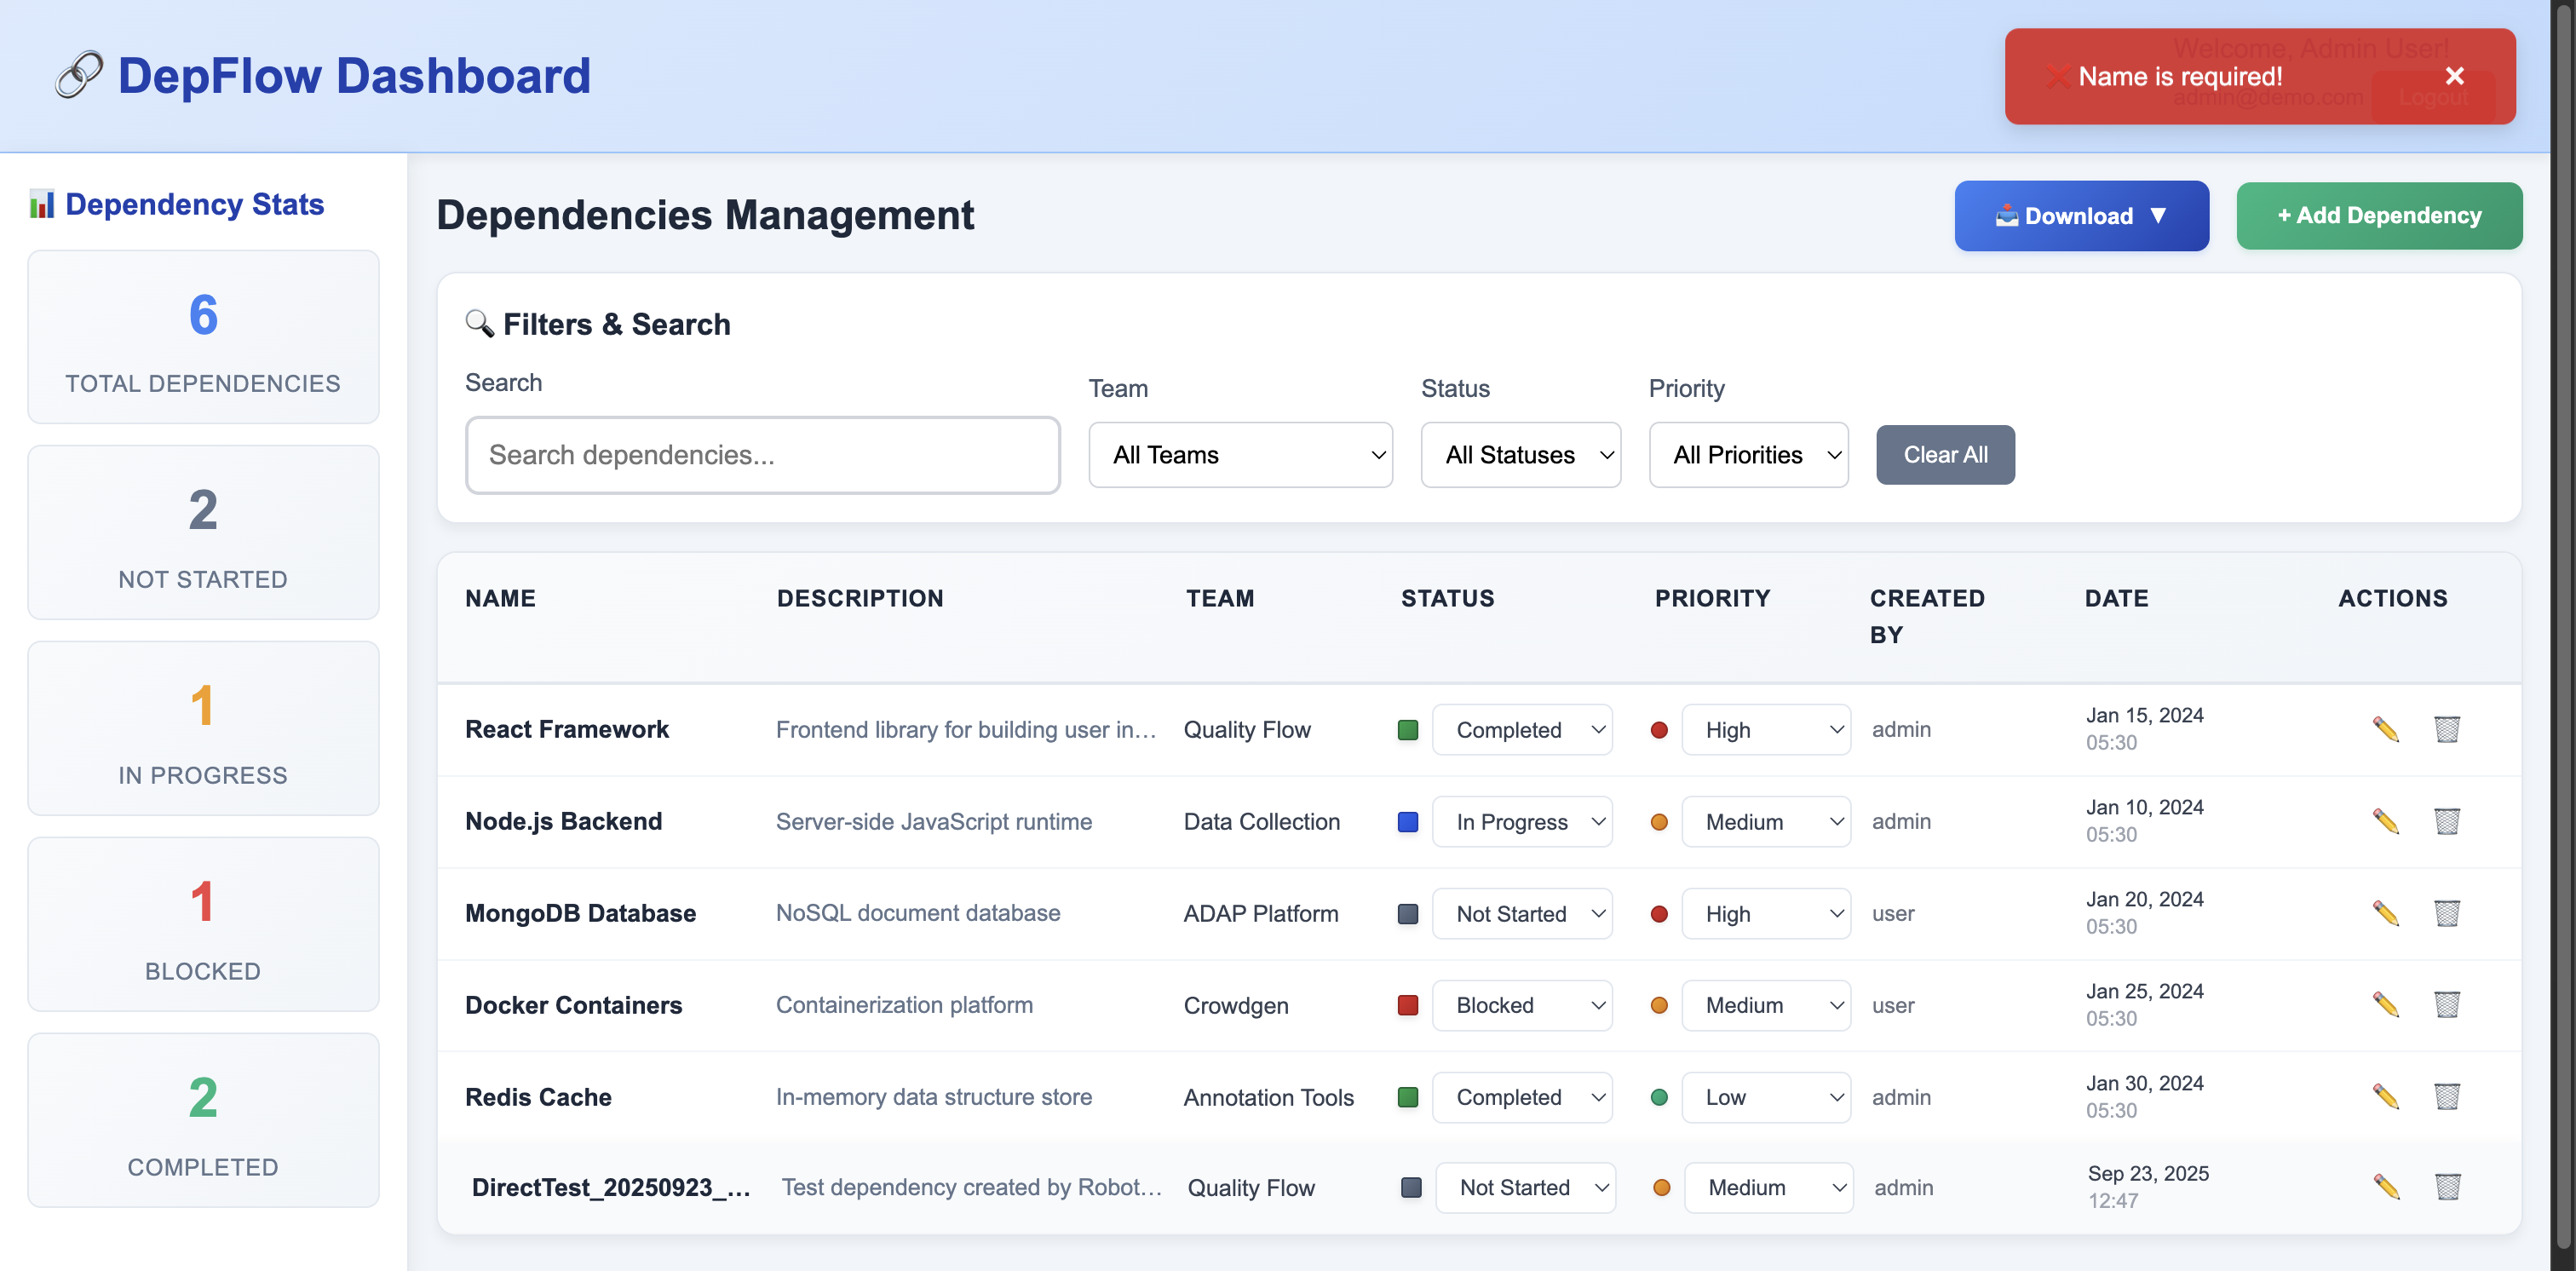 DepFlow Dashboard
Welcome, Admin User!
Name is required!
admin@demo.com Logout
Dependency Stats
6
TOTAL DEPENDENCIES
2
NOT STARTED
1
IN PROGRESS
1
BLOCKED
2
COMPLETED
Dependencies Management
Download ▼
+ Add Dependency
Filters & Search
Search
Search dependencies...
Team
All Teams
Status
All Statuses
Priority
All Priorities
Clear All
NAME DESCRIPTION TEAM STATUS PRIORITY CREATED BY DATE ACTIONS
React Framework Frontend library for building user in... Quality Flow Completed High admin Jan 15, 2024
05:30
Node.js Backend Server-side JavaScript runtime Data Collection In Progress Medium admin Jan 10, 2024
05:30
MongoDB Database NoSQL document database ADAP Platform Not Started High user Jan 20, 2024
05:30
Docker Containers Containerization platform Crowdgen Blocked Medium user Jan 25, 2024
05:30
Redis Cache In-memory data structure store Annotation Tools Completed Low admin Jan 30, 2024
05:30
DirectTest_20250923_... Test dependency created by Robot... Quality Flow Not Started Medium admin Sep 23, 2025
12:47